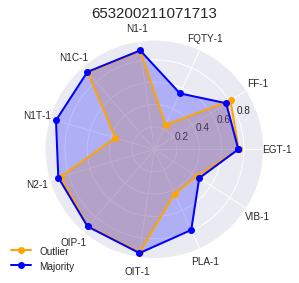 653200211071713
N1-1
FQTY-1
N1C-1
FF-1
0.8
0.6
0.4
0.2
N1T-1
EGT-1
N2-1
VIB-1
OIP-1
PLA-1
OIT-1
Outlier
Majority